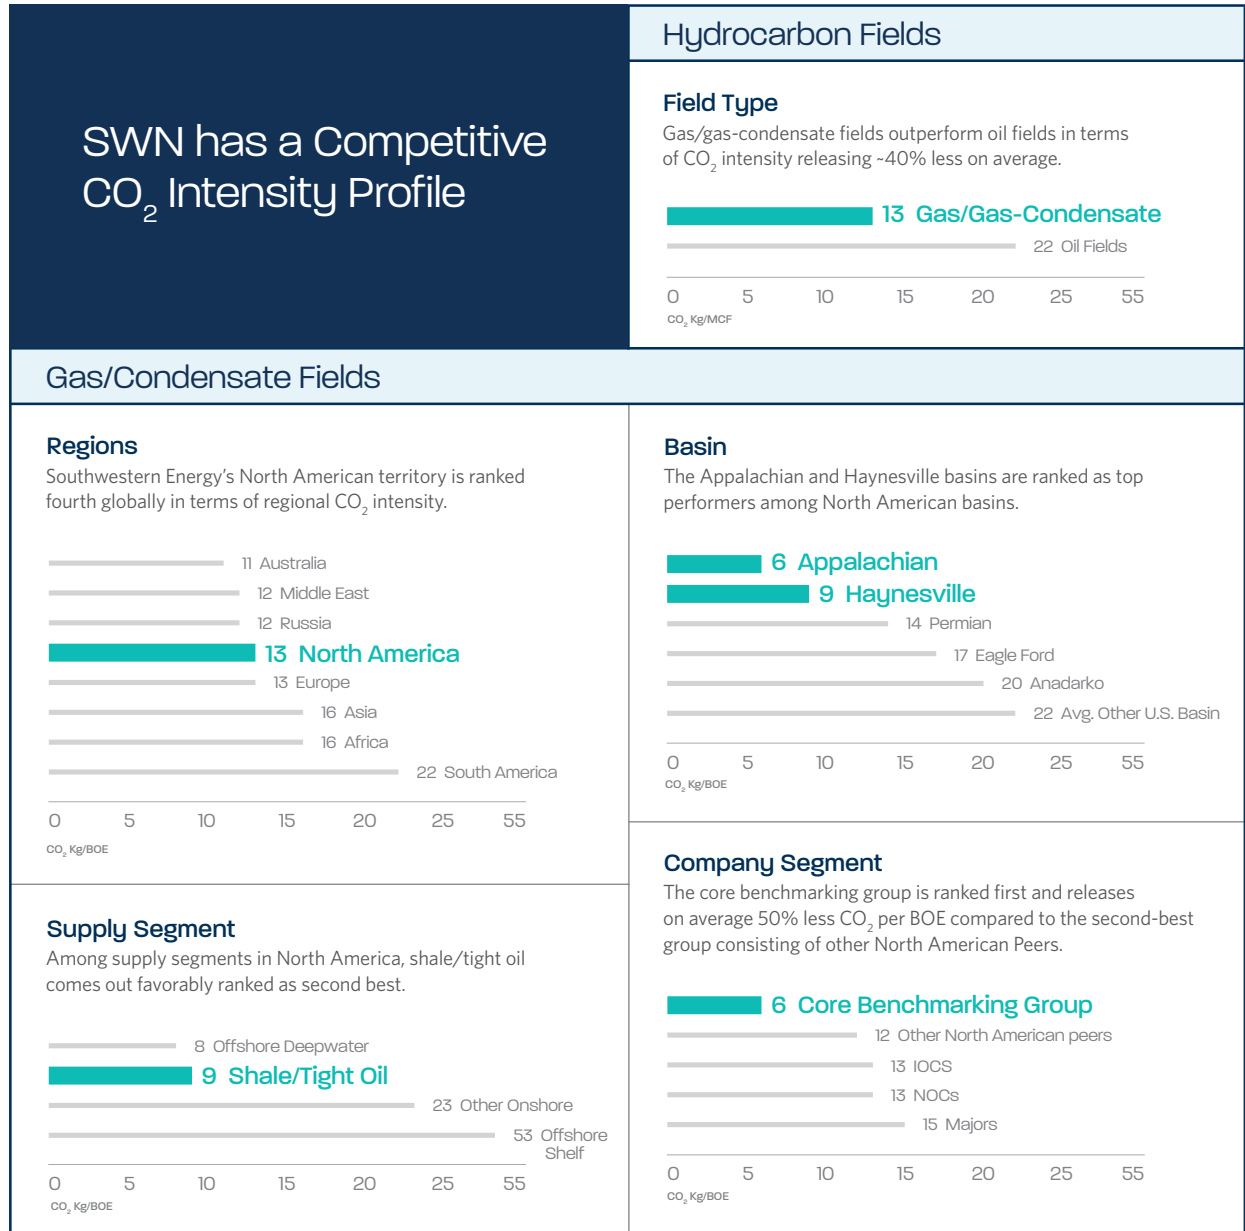 SWN has a Competitive
CO₂ Intensity Profile
Hydrocarbon Fields
Field Type
Gas/gas-condensate fields outperform oil fields in terms
of CO₂ intensity releasing ~40% less on average.
13 Gas/Gas-Condensate
22 Oil Fields
0 5 10 15 20 25 55
CO₂ Kg/MCF
Gas/Condensate Fields
Regions
Southwestern Energy's North American territory is ranked
fourth globally in terms of regional CO₂ intensity.
11 Australia
12 Middle East
12 Russia
13 North America
13 Europe
16 Asia
16 Africa
22 South America
0 5 10 15 20 25 55
CO₂ Kg/BOE
Basin
The Appalachian and Haynesville basins are ranked as top
performers among North American basins.
6 Appalachian
9 Haynesville
14 Permian
17 Eagle Ford
20 Anadarko
22 Avg. Other U.S. Basin
0 5 10 15 20 25 55
CO₂ Kg/BOE
Supply Segment
Among supply segments in North America, shale/tight oil
comes out favorably ranked as second best.
8 Offshore Deepwater
9 Shale/Tight Oil
23 Other Onshore
53 Offshore
Shelf
0 5 10 15 20 25 55
CO₂ Kg/BOE
Company Segment
The core benchmarking group is ranked first and releases
on average 50% less CO₂ per BOE compared to the second-best
group consisting of other North American Peers.
6 Core Benchmarking Group
12 Other North American peers
13 IOCS
13 NOCs
15 Majors
0 5 10 15 20 25 55
CO₂ Kg/BOE